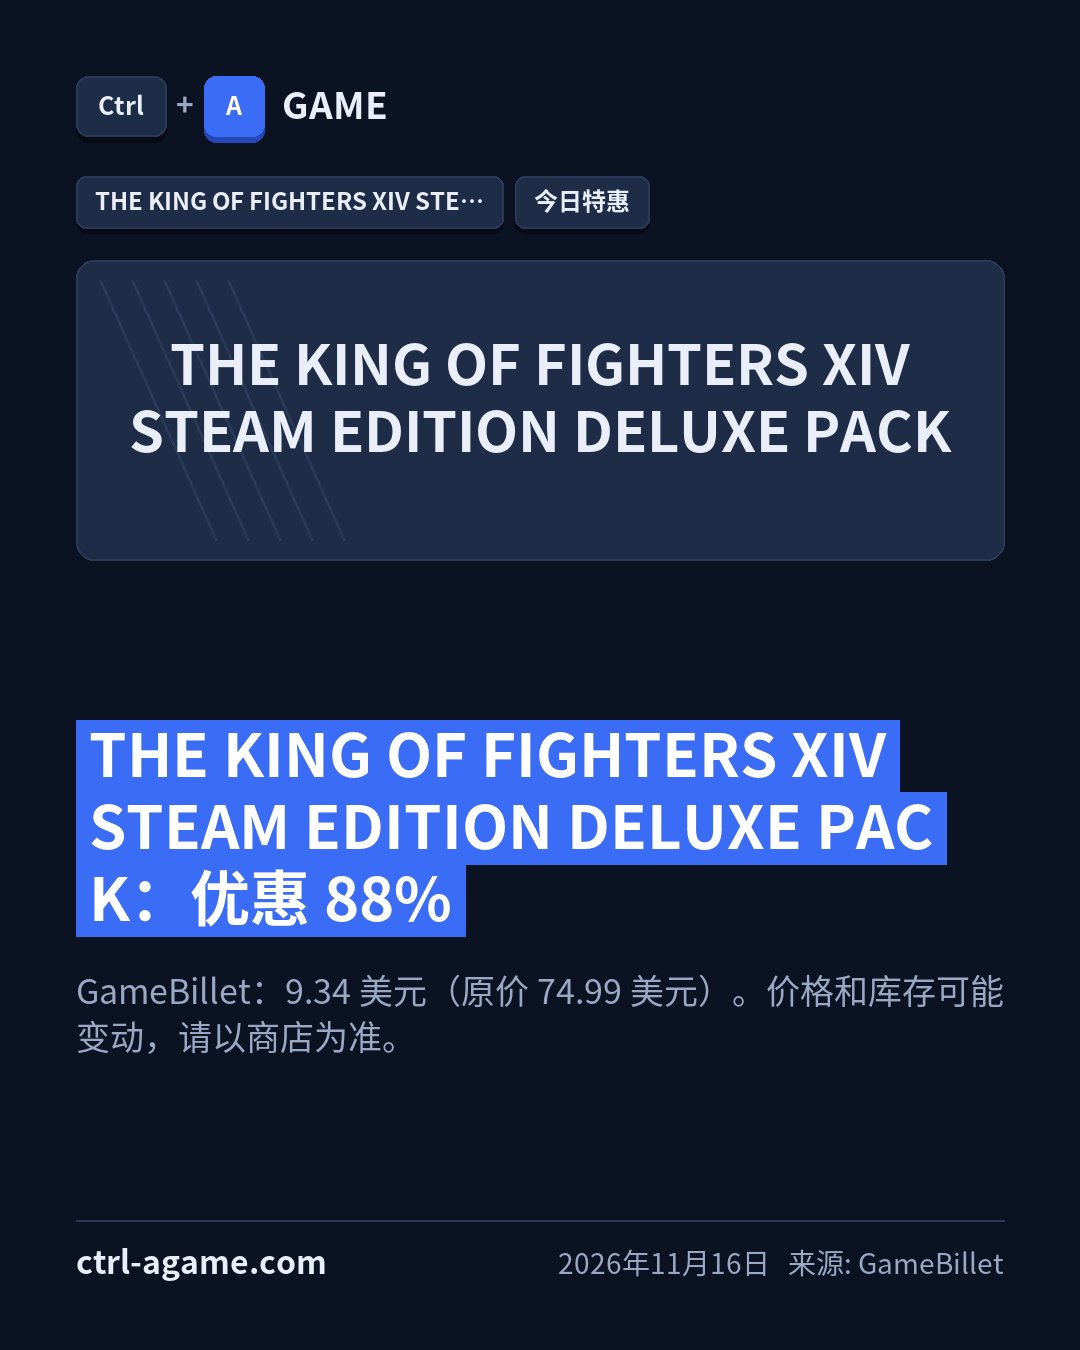 Ctrl + A GAME
THE KING OF FIGHTERS XIV STE… 今日特惠
THE KING OF FIGHTERS XIV
STEAM EDITION DELUXE PACK
THE KING OF FIGHTERS XIV
STEAM EDITION DELUXE PAC
K：优惠 88%
GameBillet：9.34 美元（原价 74.99 美元）。价格和库存可能
变动，请以商店为准。
ctrl-agame.com 2026年11月16日 来源: GameBillet